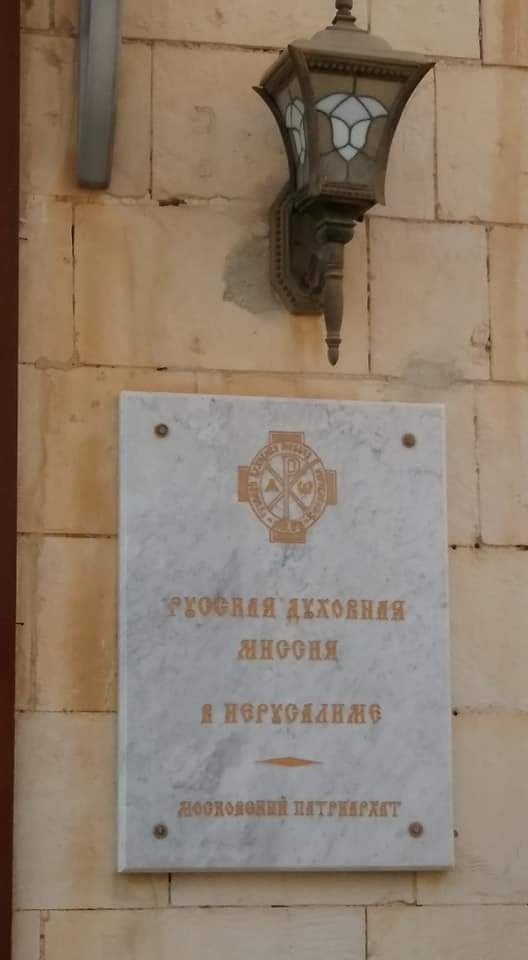 Α Ω
РУССКАЯ ДУХОВНАЯ
МИССИЯ
В ИЕРУСАЛИМЕ
МОСКОВСКИЙ ПАТРИАРХАТ